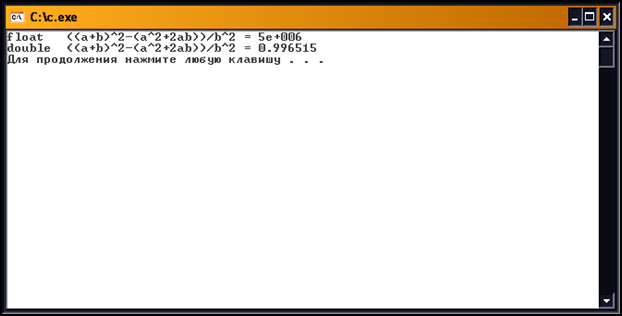 C:\c.exe
float ((a+b)^2-(a^2+2ab))/b^2 = 5e+006
double ((a+b)^2-(a^2+2ab))/b^2 = 0.996515
Для продолжения нажмите любую клавишу . . .